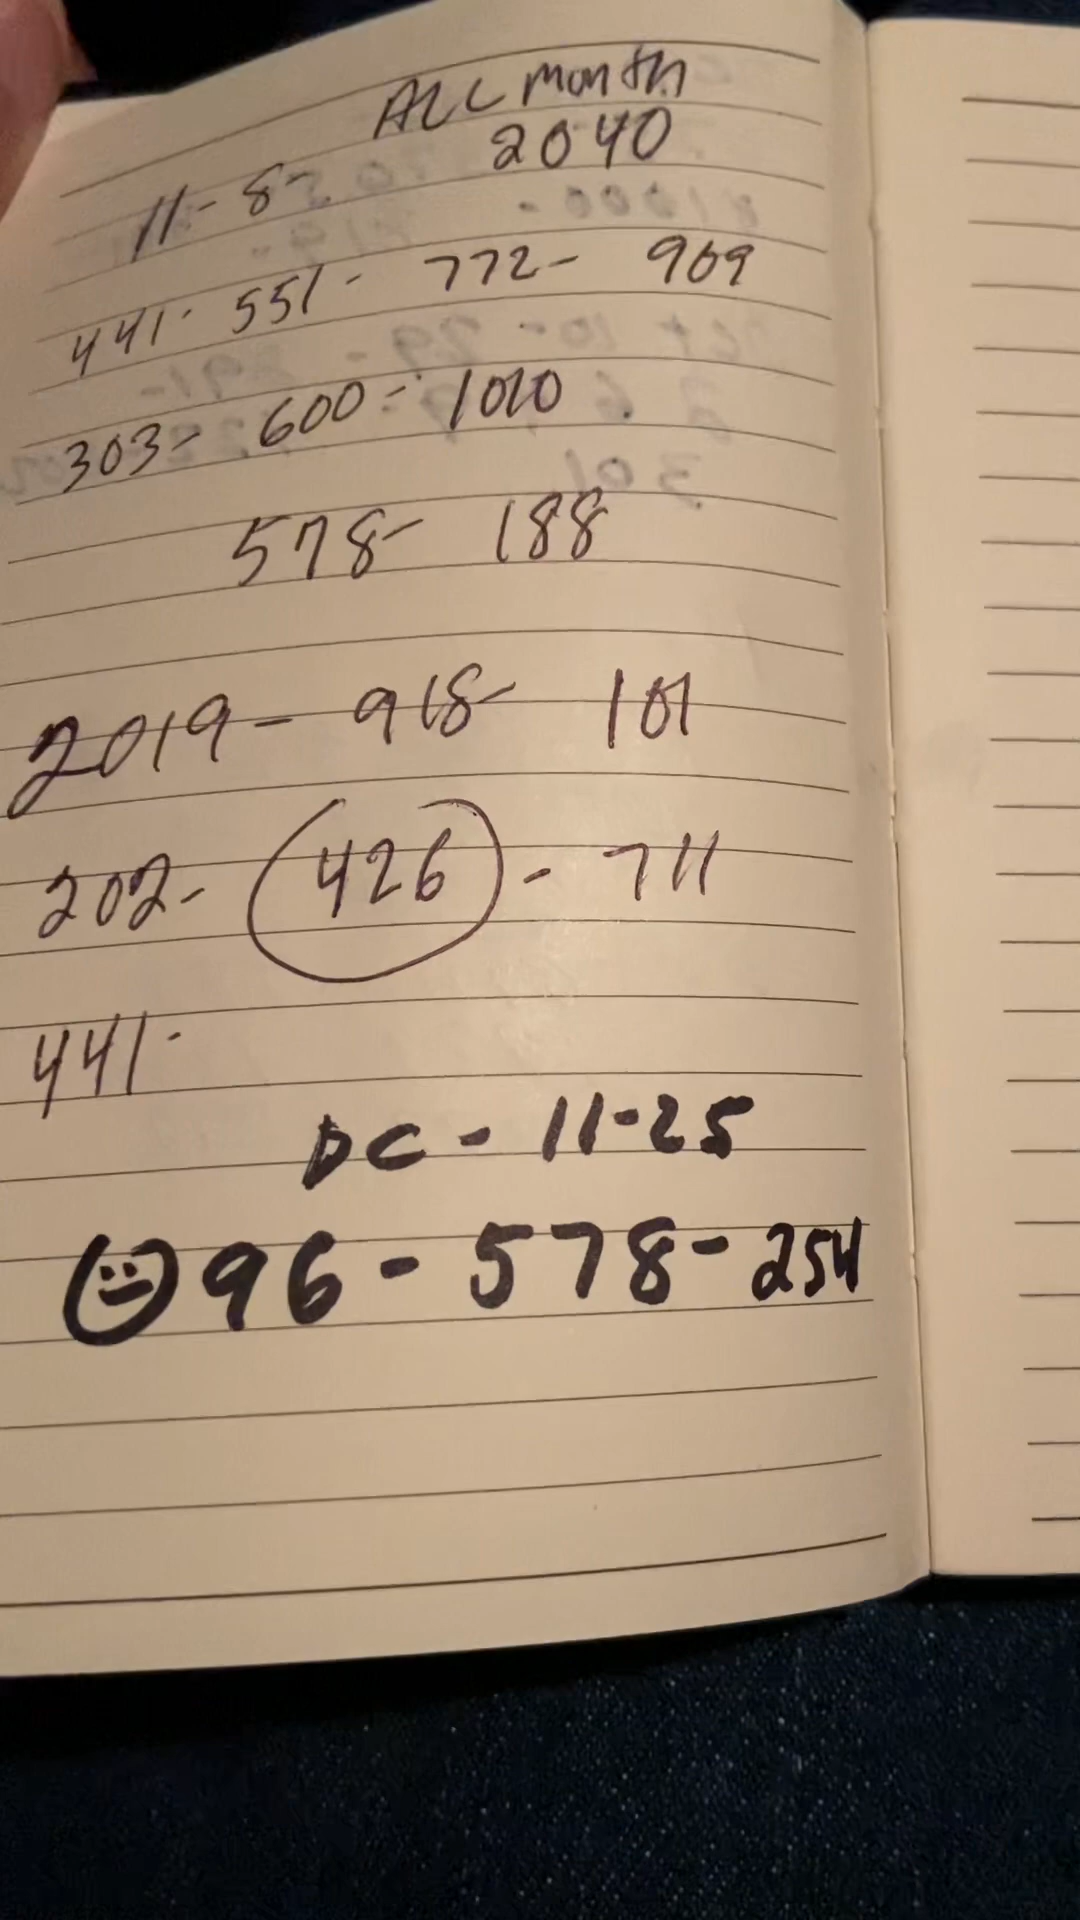 ALL month
2040
11-8-
441- 551- 772- 909
303- 600- 1010
578- 188
2019- 918- 101
202- 426 - 711
441-
DC - 11-25
96 - 578 - 254